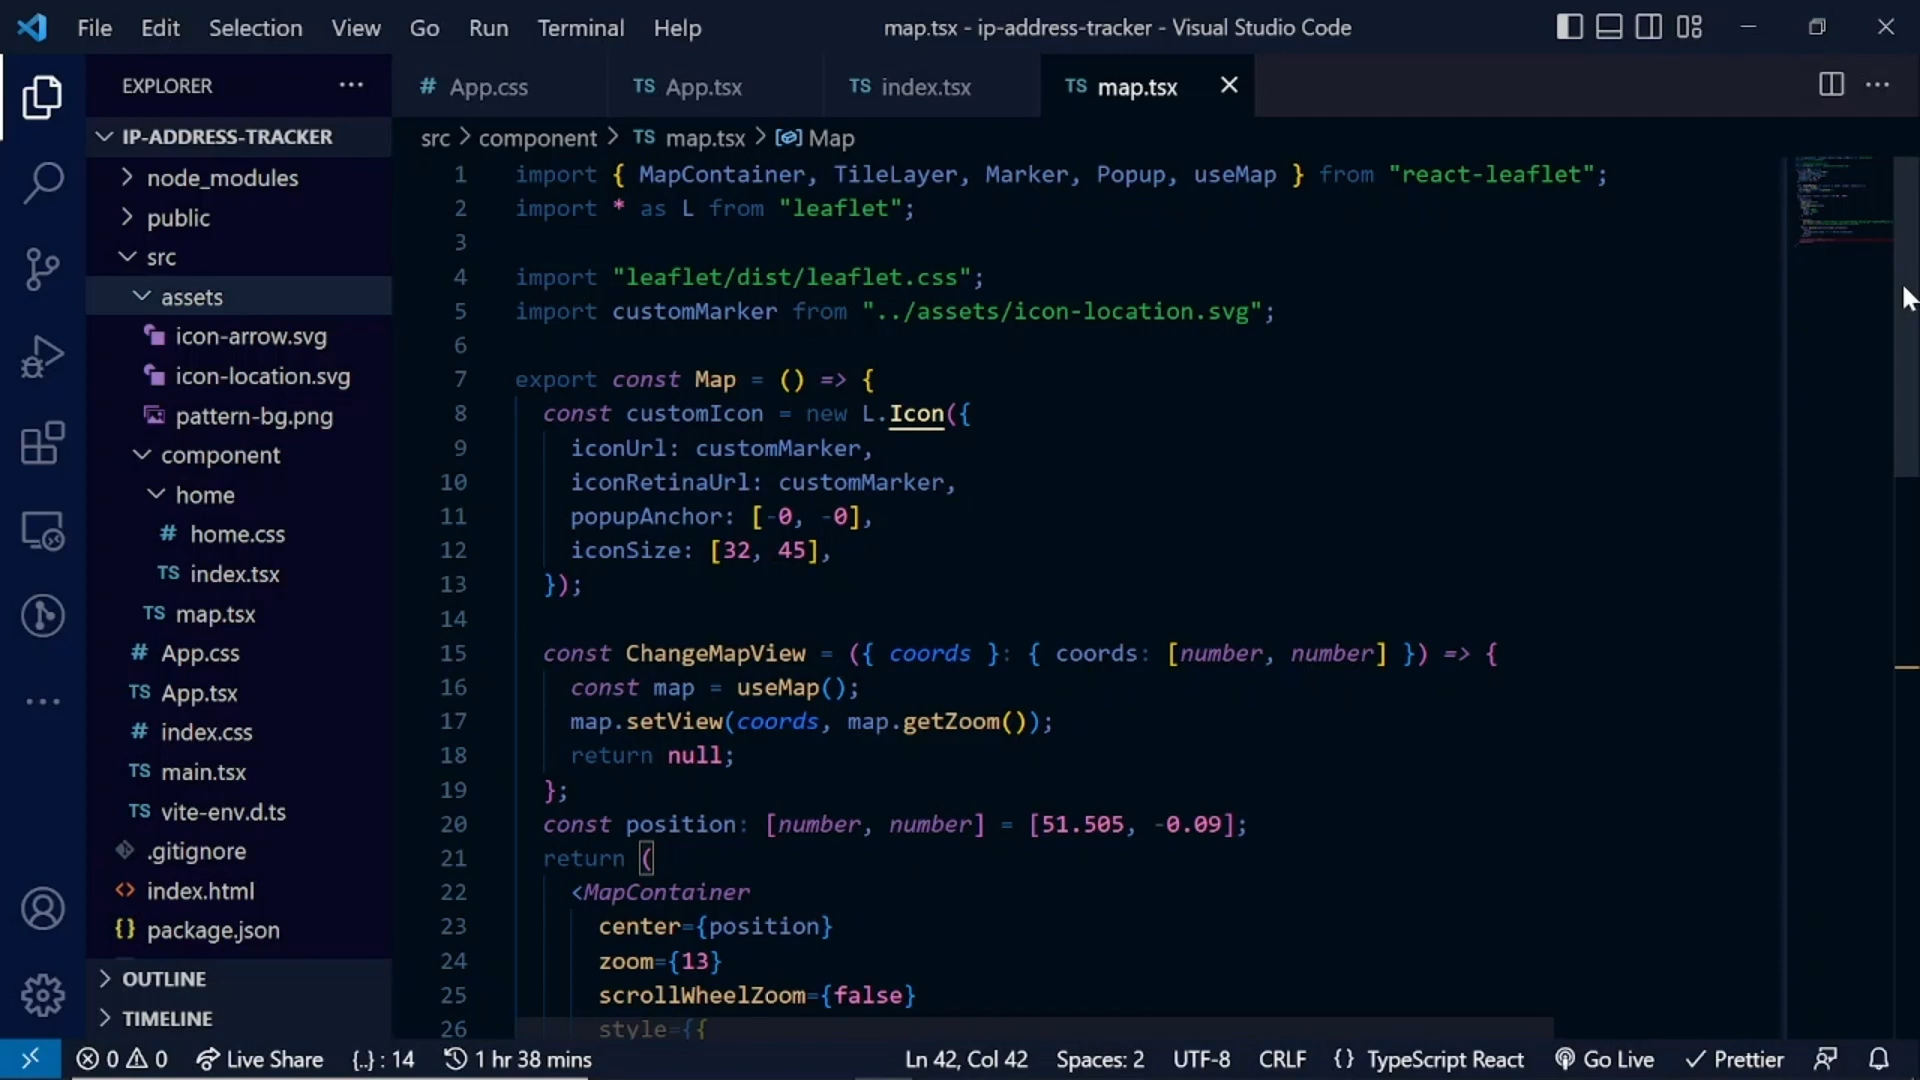 File Edit Selection View Go Run Terminal Help map.tsx - ip-address-tracker - Visual Studio Code
EXPLORER
IP-ADDRESS-TRACKER
node_modules
public
src
assets
icon-arrow.svg
icon-location.svg
pattern-bg.png
component
home
# home.css
TS index.tsx
TS map.tsx
# App.css
TS App.tsx
# index.css
TS main.tsx
TS vite-env.d.ts
.gitignore
<> index.html
{} package.json
OUTLINE
TIMELINE
# App.css TS App.tsx TS index.tsx TS map.tsx
src > component > TS map.tsx > Map
1 import { MapContainer, TileLayer, Marker, Popup, useMap } from "react-leaflet";
2 import * as L from "leaflet";
3
4 import "leaflet/dist/leaflet.css";
5 import customMarker from "../assets/icon-location.svg";
6
7 export const Map = () => {
8 const customIcon = new L.Icon({
9 iconUrl: customMarker,
10 iconRetinaUrl: customMarker,
11 popupAnchor: [-0, -0],
12 iconSize: [32, 45],
13 });
14
15 const ChangeMapView = ({ coords }: { coords: [number, number] }) => {
16 const map = useMap();
17 map.setView(coords, map.getZoom());
18 return null;
19 };
20 const position: [number, number] = [51.505, -0.09];
21 return (
22 <MapContainer
23 center={position}
24 zoom={13}
25 scrollWheelZoom={false}
26 style={{
0 0 Live Share {..} : 14 1 hr 38 mins Ln 42, Col 42 Spaces: 2 UTF-8 CRLF {} TypeScript React Go Live Prettier